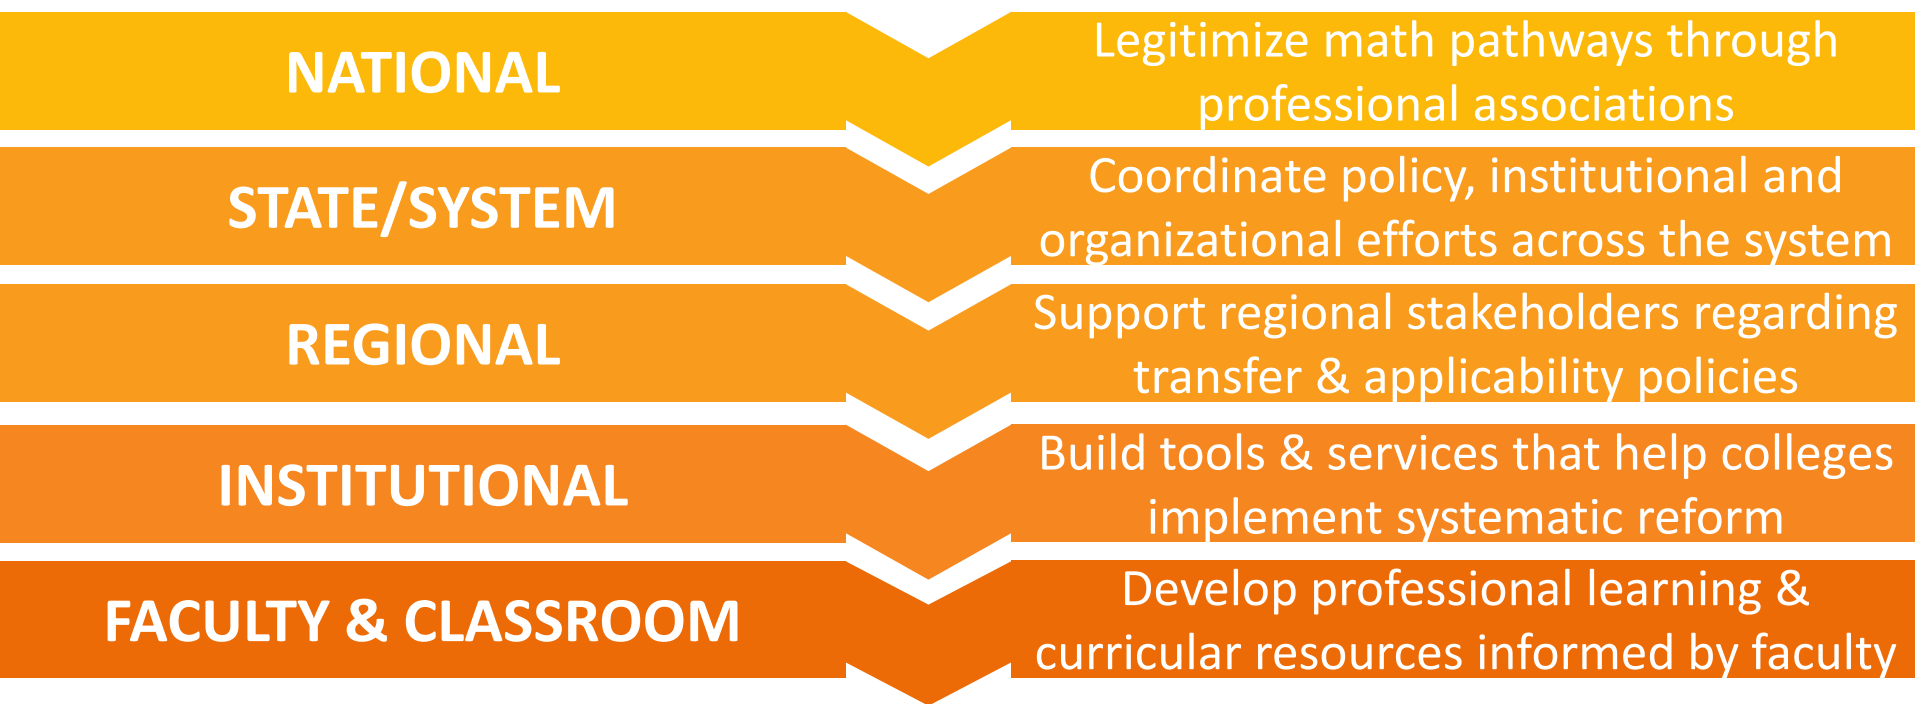 NATIONAL
Legitimize math pathways through
professional associations
STATE/SYSTEM
Coordinate policy, institutional and
organizational efforts across the system
REGIONAL
Support regional stakeholders regarding
transfer & applicability policies
INSTITUTIONAL
Build tools & services that help colleges
implement systematic reform
FACULTY & CLASSROOM
Develop professional learning &
curricular resources informed by faculty